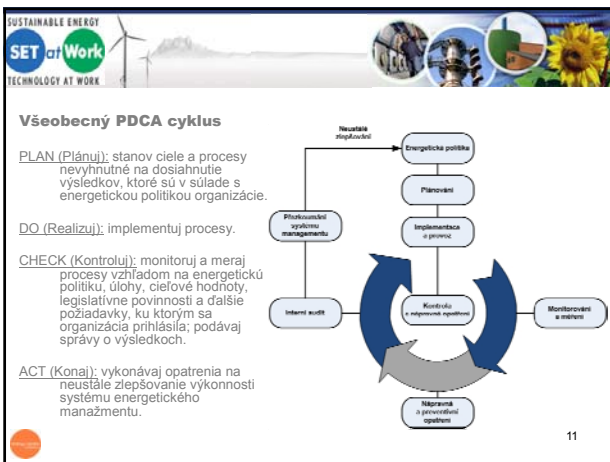 SUSTAINABLE ENERGY
SET at Work
TECHNOLOGY AT WORK
Všeobecný PDCA cyklus
PLAN (Plánuj): stanov ciele a procesy
nevyhnutné na dosiahnutie
výsledkov, ktoré sú v súlade s
energetickou politikou organizácie.
DO (Realizuj): implementuj procesy.
CHECK (Kontroluj): monitoruj a meraj
procesy vzhľadom na energetickú
politiku, úlohy, cieľové hodnoty,
legislatívne povinnosti a ďalšie
požiadavky, ku ktorým sa
organizácia prihlásila; podávaj
správy o výsledkoch.
ACT (Konaj): vykonávaj opatrenia na
neustále zlepšovanie výkonnosti
systému energetického
manažmentu.
Neustálé
zlepšování
Energetická politika
Plánování
Přezkoumání
systému
managementu
Implementace
a provoz
Interní audit
Kontrola
a nápravná opatření
Monitorování
a měření
Nápravná
a preventivní
opatření
11